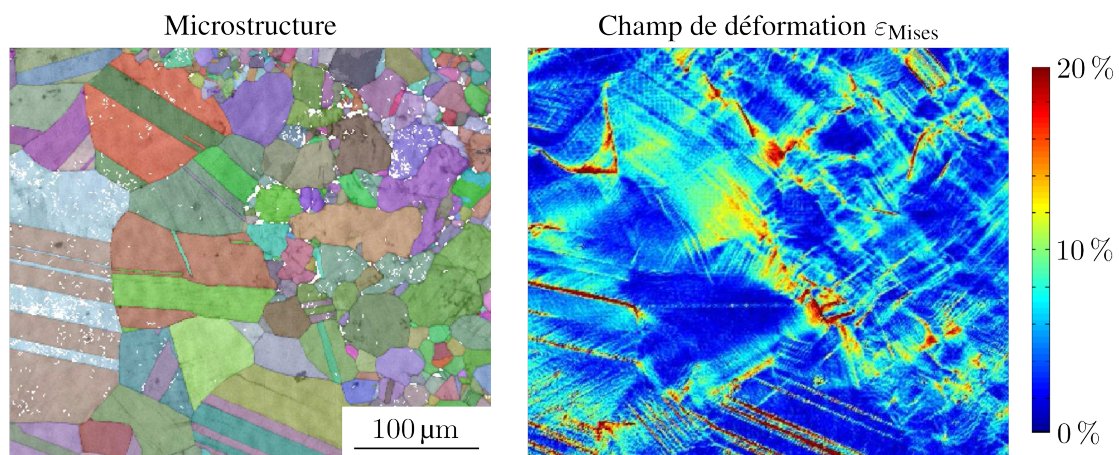 Microstructure
Champ de déformation εMises
20 %
10 %
0 %
100 µm